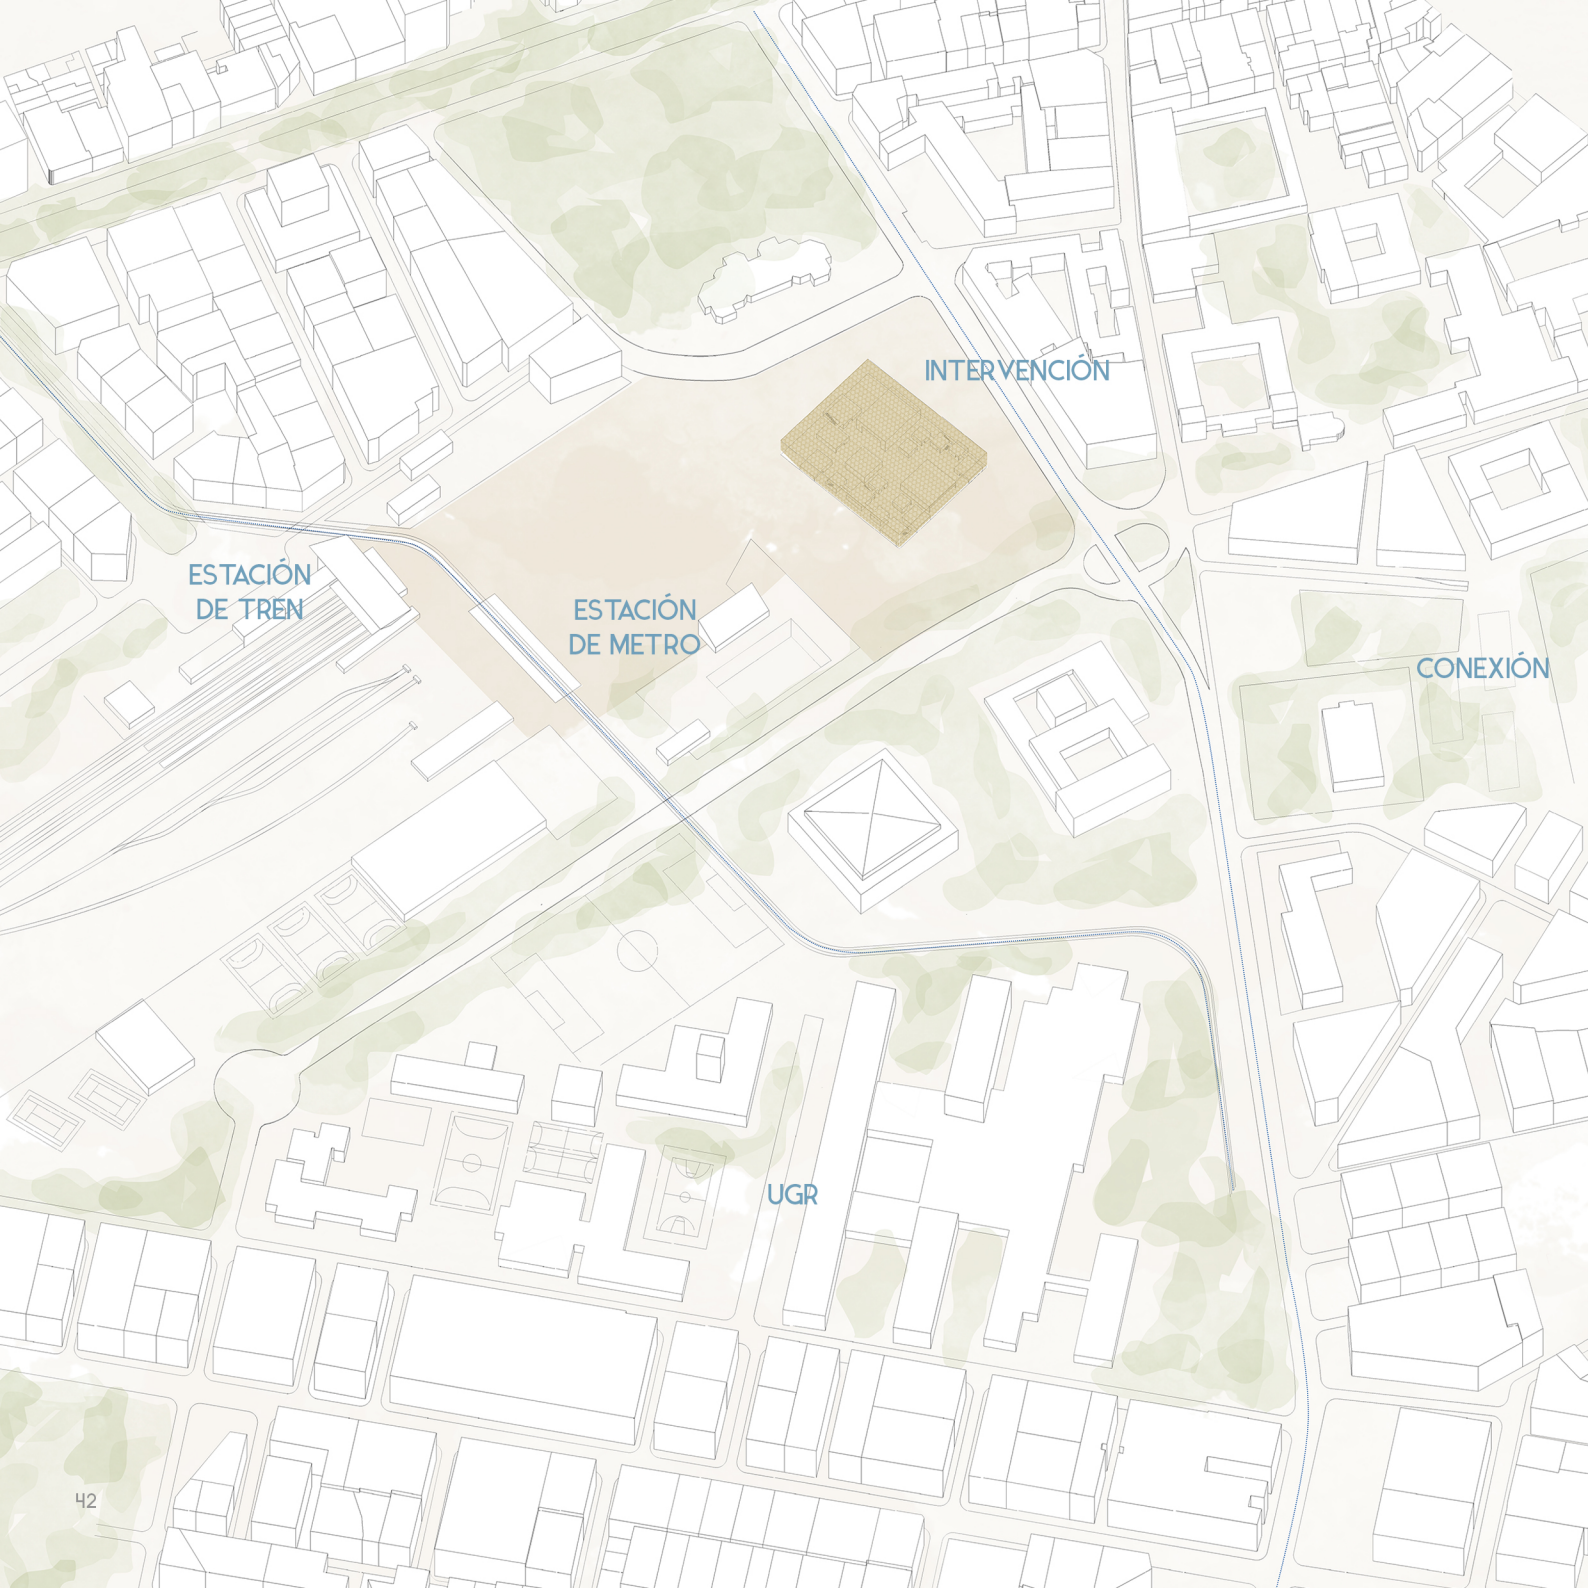 INTERVENCIÓN
ESTACIÓN
DE TREN
ESTACIÓN
DE METRO
CONEXIÓN
UGR
42